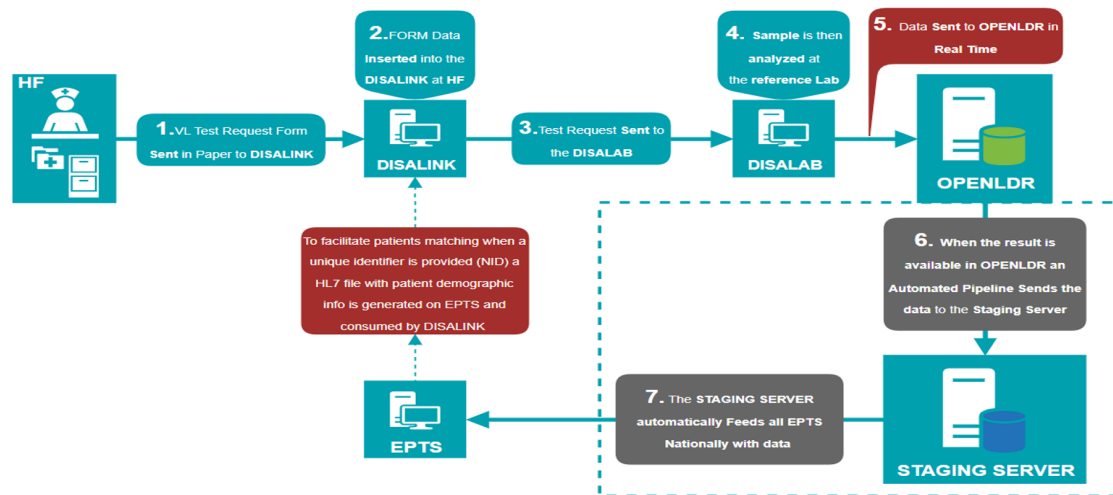 HF
1.VL Test Request Form
Sent in Paper to DISALINK
2.FORM Data
Inserted into the
DISALINK at HF
DISALINK
3.Test Request Sent to
the DISALAB
4. Sample is then
analyzed at
the reference Lab
DISALAB
5. Data Sent to OPENLDR in
Real Time
OPENLDR
6. When the result is
available in OPENLDR an
Automated Pipeline Sends the
data to the Staging Server
STAGING SERVER
7. The STAGING SERVER
automatically Feeds all EPTS
Nationally with data
EPTS
To facilitate patients matching when a
unique identifier is provided (NID) a
HL7 file with patient demographic
info is generated on EPTS and
consumed by DISALINK